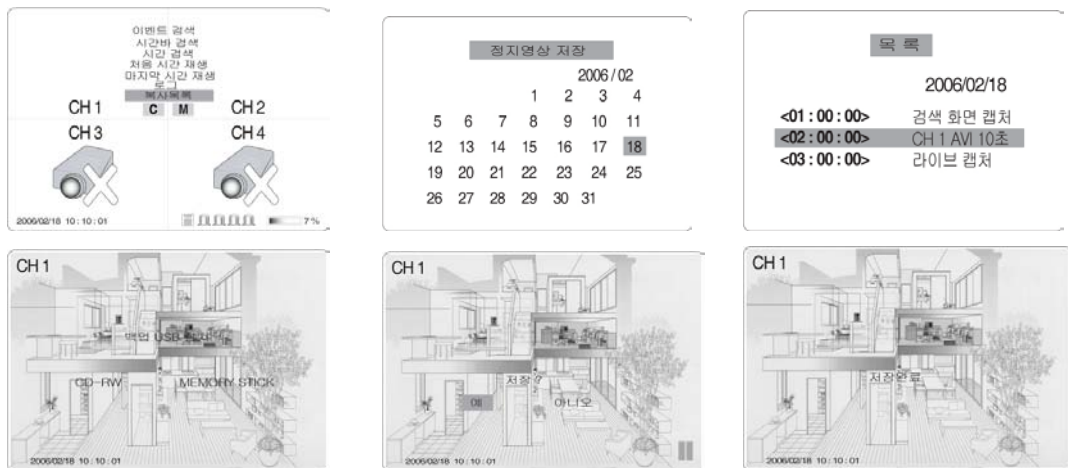 이벤트 검색
시간바 검색
시간 검색
처음 시간 재생
마지막 시간 재생
로그
복사목록
CH 1 C M CH 2
CH 3 CH 4
2006/02/18 10 : 10 : 01 7 %
정지영상 저장
2006 / 02
1 2 3 4
5 6 7 8 9 10 11
12 13 14 15 16 17 18
19 20 21 22 23 24 25
26 27 28 29 30 31
목 록
2006/02/18
<01 : 00 : 00> 검색 화면 캡처
<02 : 00 : 00> CH 1 AVI 10초
<03 : 00 : 00> 라이브 캡처
CH 1
백업 USB
CD-RW MEMORY STICK
2006/02/18 10 : 10 : 01
CH 1
저장 ?
예 아니오
2006/02/18 10 : 10 : 01
CH 1
저장완료
2006/02/18 10 : 10 : 01